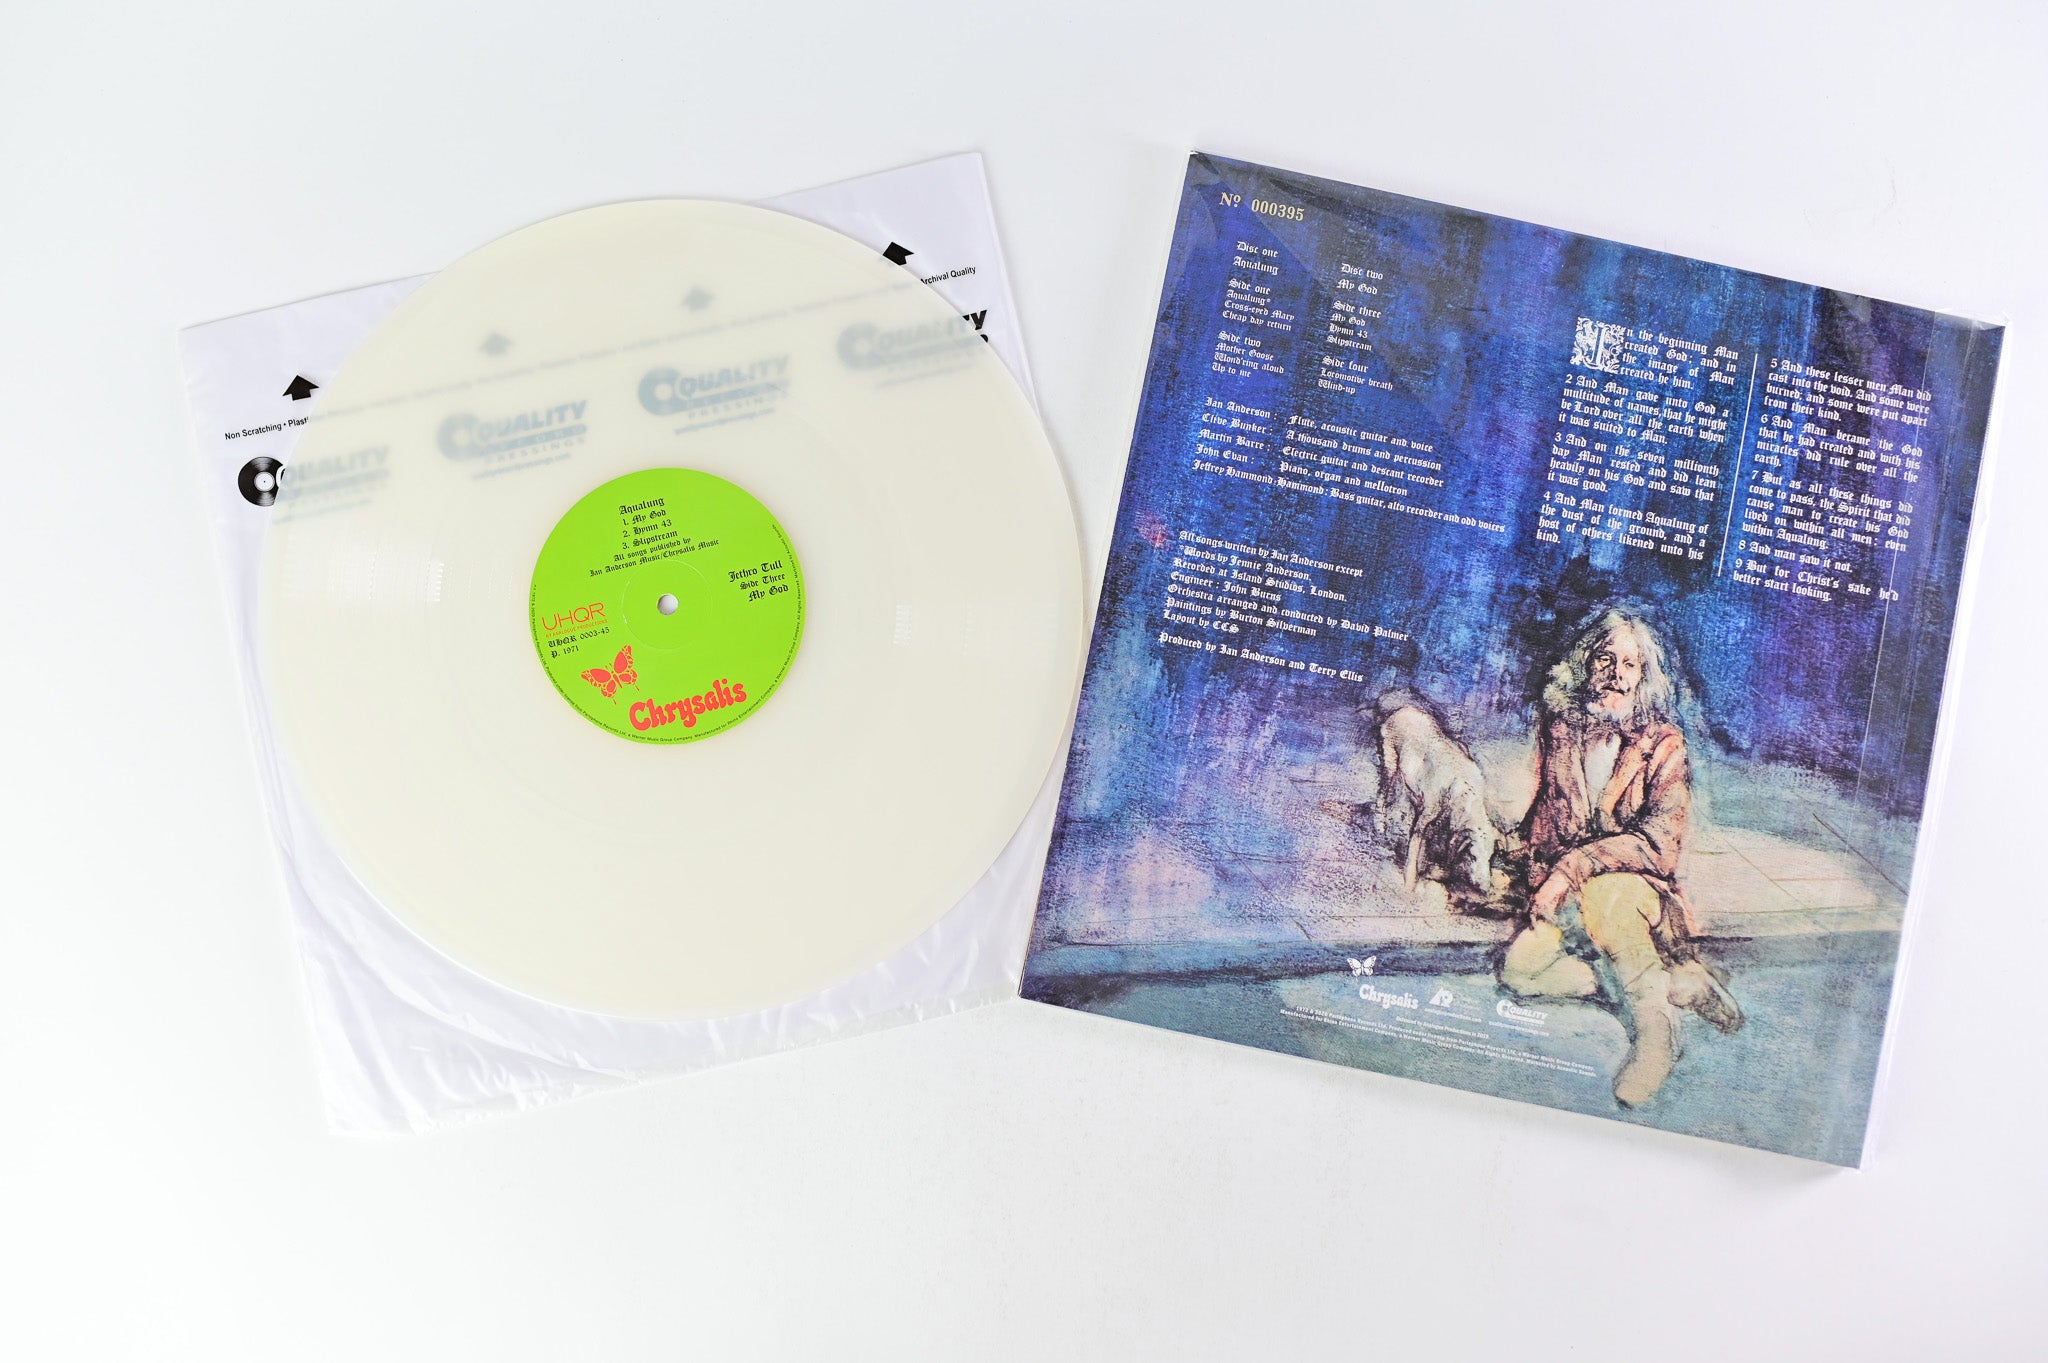 Non Scratching • Plasti
Archival Quality
QUALITY
RECORD
PRESSINGS
QUALITY
RECORD
PRESSINGS
QUALITY
QUALITY
Aqualung
1. My God
2. Hymn 43
3. Slipstream
All songs published by
Ian Anderson Music/Chrysalis Music
Jethro Tull
Side Three
My God
UHQR
BY ANALOGUE PRODUCTIONS
UHQR 0003-45
P. 1971
Chrysalis
Nº 000395
Disc one
Aqualung
Side one
Aqualung*
Cross-eyed Mary
Cheap day return
Side two
Mother Goose
Wond'ring aloud
Up to me
Disc two
My God
Side three
My God
Hymn 43
Slipstream
Side four
Locomotive breath
Wind-up
Ian Anderson : Flute, acoustic guitar and voice
Clive Bunker : A thousand drums and percussion
Martin Barre : Electric guitar and descant recorder
John Evan : Piano, organ and mellotron
Jeffrey Hammond-Hammond : Bass guitar, alto recorder and odd voices
All songs written by Ian Anderson except
*Words by Jennie Anderson.
Recorded at Island Studios, London.
Engineer : John Burns
Orchestra arranged and conducted by David Palmer
Paintings by Burton Silverman
Layout by CCS
Produced by Ian Anderson and Terry Ellis
In the beginning Man
created God; and in
the image of Man
created he him.
2 And Man gave unto God a
multitude of names, that he might
be Lord over all the earth when
it was suited to Man.
3 And on the seven millionth
day Man rested and did lean
heavily on his God and saw that
it was good.
4 And Man formed Aqualung of
the dust of the ground, and a
host of others likened unto his
kind.
5 And these lesser men Man did
cast into the void. And some were
burned; and some were put apart
from their kind.
6 And Man became the God
that he had created and with his
miracles did rule over all the
earth.
7 But as all these things did
come to pass, the Spirit that did
cause man to create his God
lived on within all men: even
within Aqualung.
8 And man saw it not.
9 But for Christ's sake he'd
better start looking.
Chrysalis
QUALITY